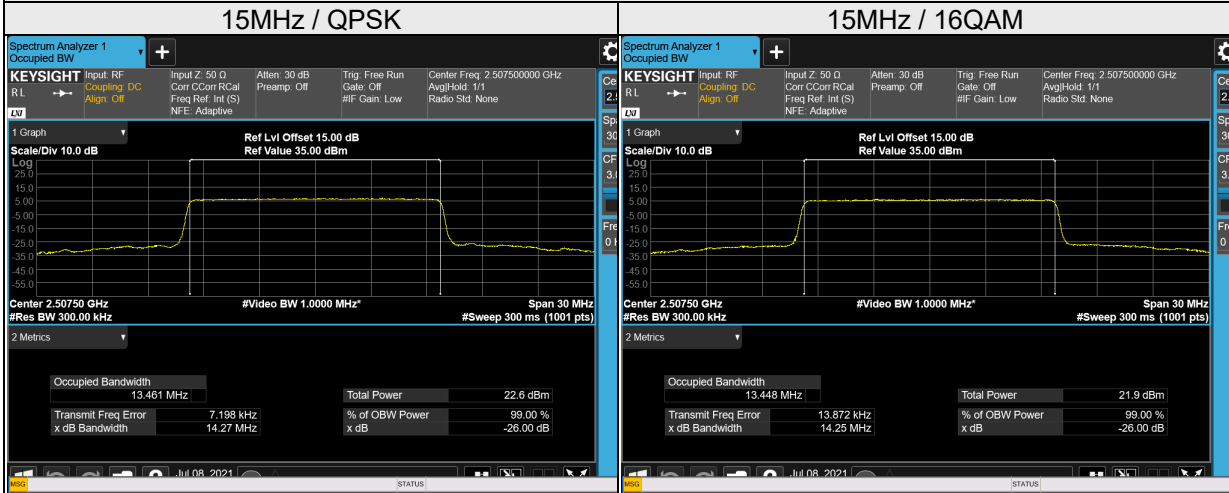 15MHz / QPSK
Spectrum Analyzer 1
Occupied BW
+
KEYSIGHT Input: RF Input Z: 50 Ω Atten: 30 dB Trig: Free Run Center Freq: 2.507500000 GHz
RL Coupling: DC Corr CCorr RCal Preamp: Off Gate: Off Avg|Hold: 1/1
Align: Off Freq Ref: Int (S) #IF Gain: Low Radio Std: None
LXI NFE: Adaptive
1 Graph
Scale/Div 10.0 dB Ref Lvl Offset 15.00 dB
Ref Value 35.00 dBm
Log
25.0
15.0
5.00
-5.00
-15.0
-25.0
-35.0
-45.0
-55.0
Center 2.50750 GHz #Video BW 1.0000 MHz* Span 30 MHz
#Res BW 300.00 kHz #Sweep 300 ms (1001 pts)
2 Metrics
Occupied Bandwidth
13.461 MHz Total Power 22.6 dBm
Transmit Freq Error 7.198 kHz % of OBW Power 99.00 %
x dB Bandwidth 14.27 MHz x dB -26.00 dB
Jul 08, 2021
MSG STATUS
15MHz / 16QAM
Spectrum Analyzer 1
Occupied BW
+
KEYSIGHT Input: RF Input Z: 50 Ω Atten: 30 dB Trig: Free Run Center Freq: 2.507500000 GHz
RL Coupling: DC Corr CCorr RCal Preamp: Off Gate: Off Avg|Hold: 1/1
Align: Off Freq Ref: Int (S) #IF Gain: Low Radio Std: None
LXI NFE: Adaptive
1 Graph
Scale/Div 10.0 dB Ref Lvl Offset 15.00 dB
Ref Value 35.00 dBm
Log
25.0
15.0
5.00
-5.00
-15.0
-25.0
-35.0
-45.0
-55.0
Center 2.50750 GHz #Video BW 1.0000 MHz* Span 30 MHz
#Res BW 300.00 kHz #Sweep 300 ms (1001 pts)
2 Metrics
Occupied Bandwidth
13.448 MHz Total Power 21.9 dBm
Transmit Freq Error 13.872 kHz % of OBW Power 99.00 %
x dB Bandwidth 14.25 MHz x dB -26.00 dB
Jul 08, 2021
MSG STATUS